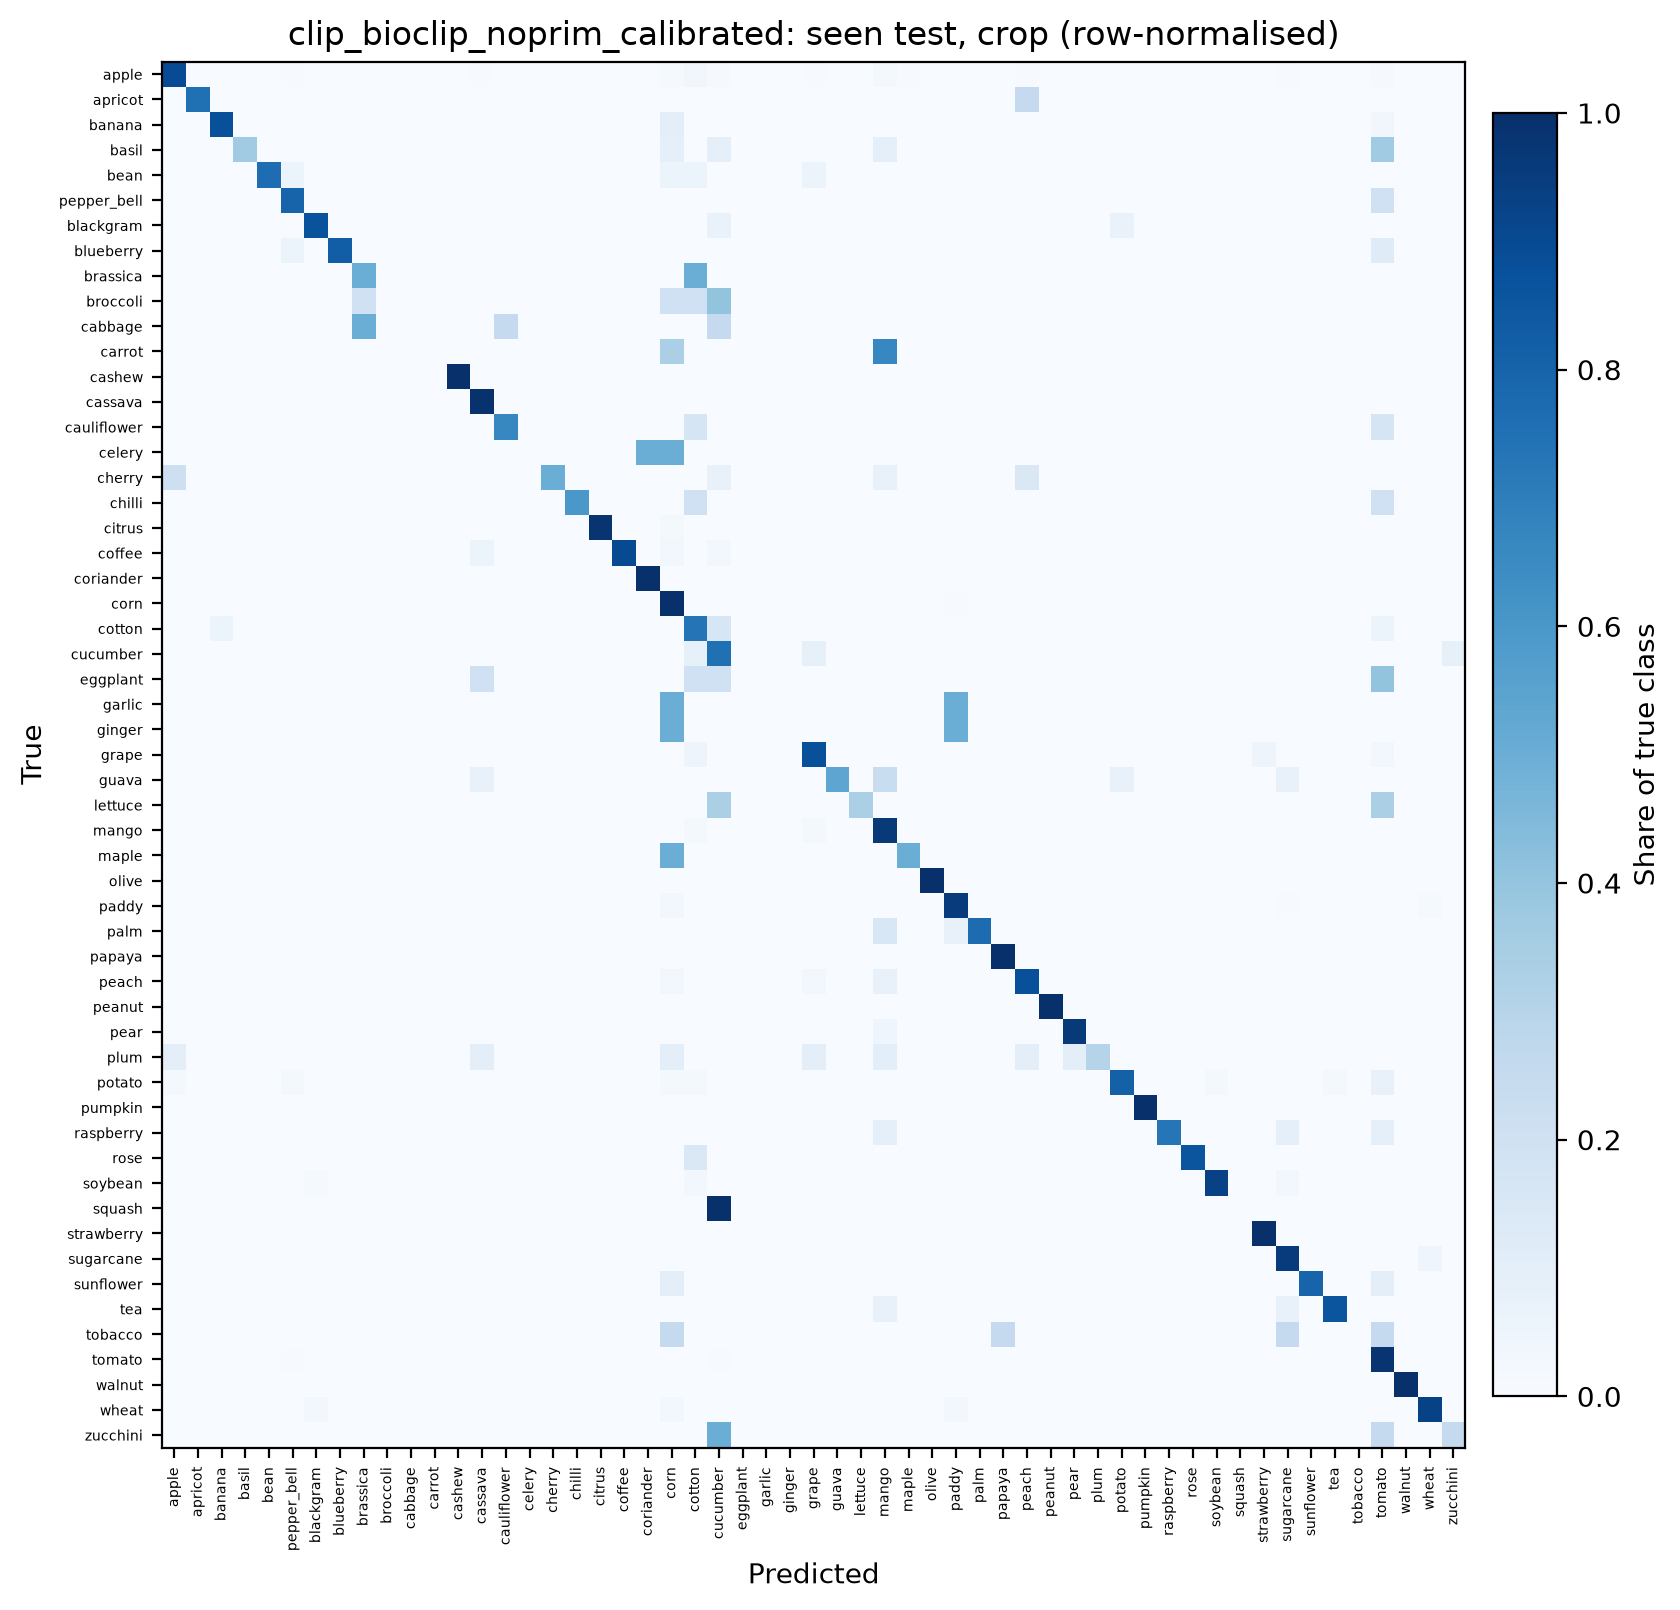 clip_bioclip_noprim_calibrated: seen test, crop (row-normalised)
True
apple
apricot
banana
basil
bean
pepper_bell
blackgram
blueberry
brassica
broccoli
cabbage
carrot
cashew
cassava
cauliflower
celery
cherry
chilli
citrus
coffee
coriander
corn
cotton
cucumber
eggplant
garlic
ginger
grape
guava
lettuce
mango
maple
olive
paddy
palm
papaya
peach
peanut
pear
plum
potato
pumpkin
raspberry
rose
soybean
squash
strawberry
sugarcane
sunflower
tea
tobacco
tomato
walnut
wheat
zucchini
apple
apricot
banana
basil
bean
pepper_bell
blackgram
blueberry
brassica
broccoli
cabbage
carrot
cashew
cassava
cauliflower
celery
cherry
chilli
citrus
coffee
coriander
corn
cotton
cucumber
eggplant
garlic
ginger
grape
guava
lettuce
mango
maple
olive
paddy
palm
papaya
peach
peanut
pear
plum
potato
pumpkin
raspberry
rose
soybean
squash
strawberry
sugarcane
sunflower
tea
tobacco
tomato
walnut
wheat
zucchini
Predicted
1.0
0.8
0.6
0.4
0.2
0.0
Share of true class